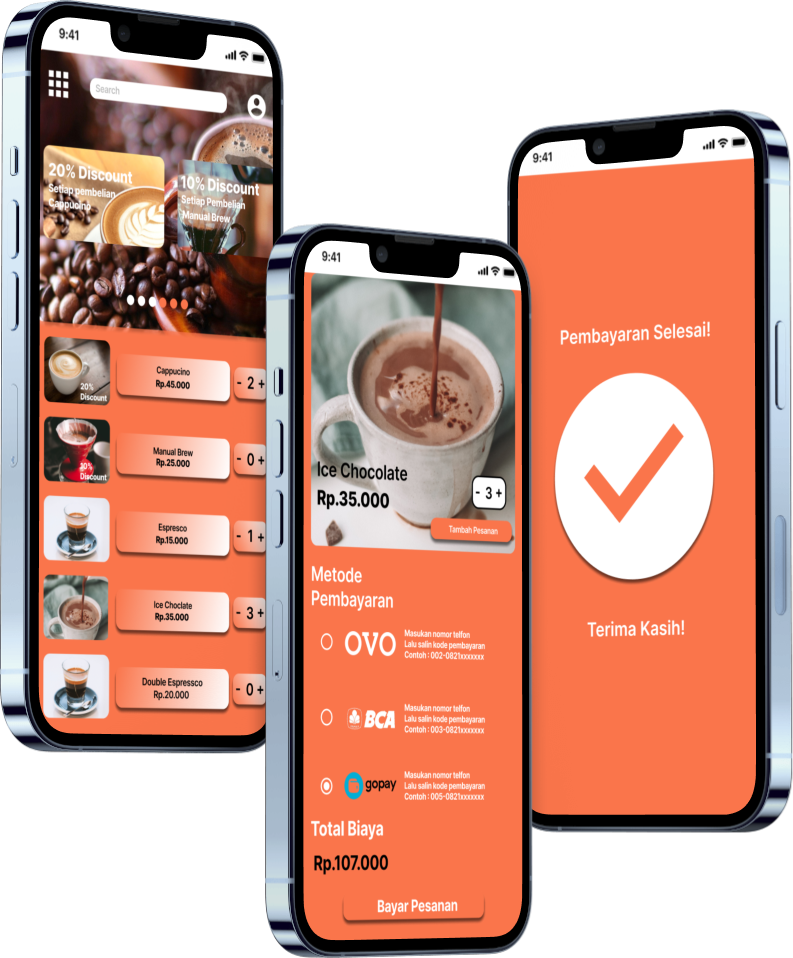 9:41
Search
20% Discount
Setiap pembelian
Cappucino
10% Discount
Setiap Pembelian
Manual Brew
20%
Discount
Cappucino
Rp.45.000
- 2 +
20%
Discount
Manual Brew
Rp.25.000
- 0 +
Espresco
Rp.15.000
- 1 +
Ice Choclate
Rp.35.000
- 3 +
Double Espressco
Rp.20.000
- 0 +
9:41
Ice Chocolate
Rp.35.000
- 3 +
Tambah Pesanan
Metode
Pembayaran
OVO
Masukan nomor telfon
Lalu salin kode pembayaran
Contoh : 002-0821xxxxxxx
BCA
Masukan nomor telfon
Lalu salin kode pembayaran
Contoh : 003-0821xxxxxxx
gopay
Masukan nomor telfon
Lalu salin kode pembayaran
Contoh : 005-0821xxxxxxx
Total Biaya
Rp.107.000
Bayar Pesanan
9:41
Pembayaran Selesai!
Terima Kasih!